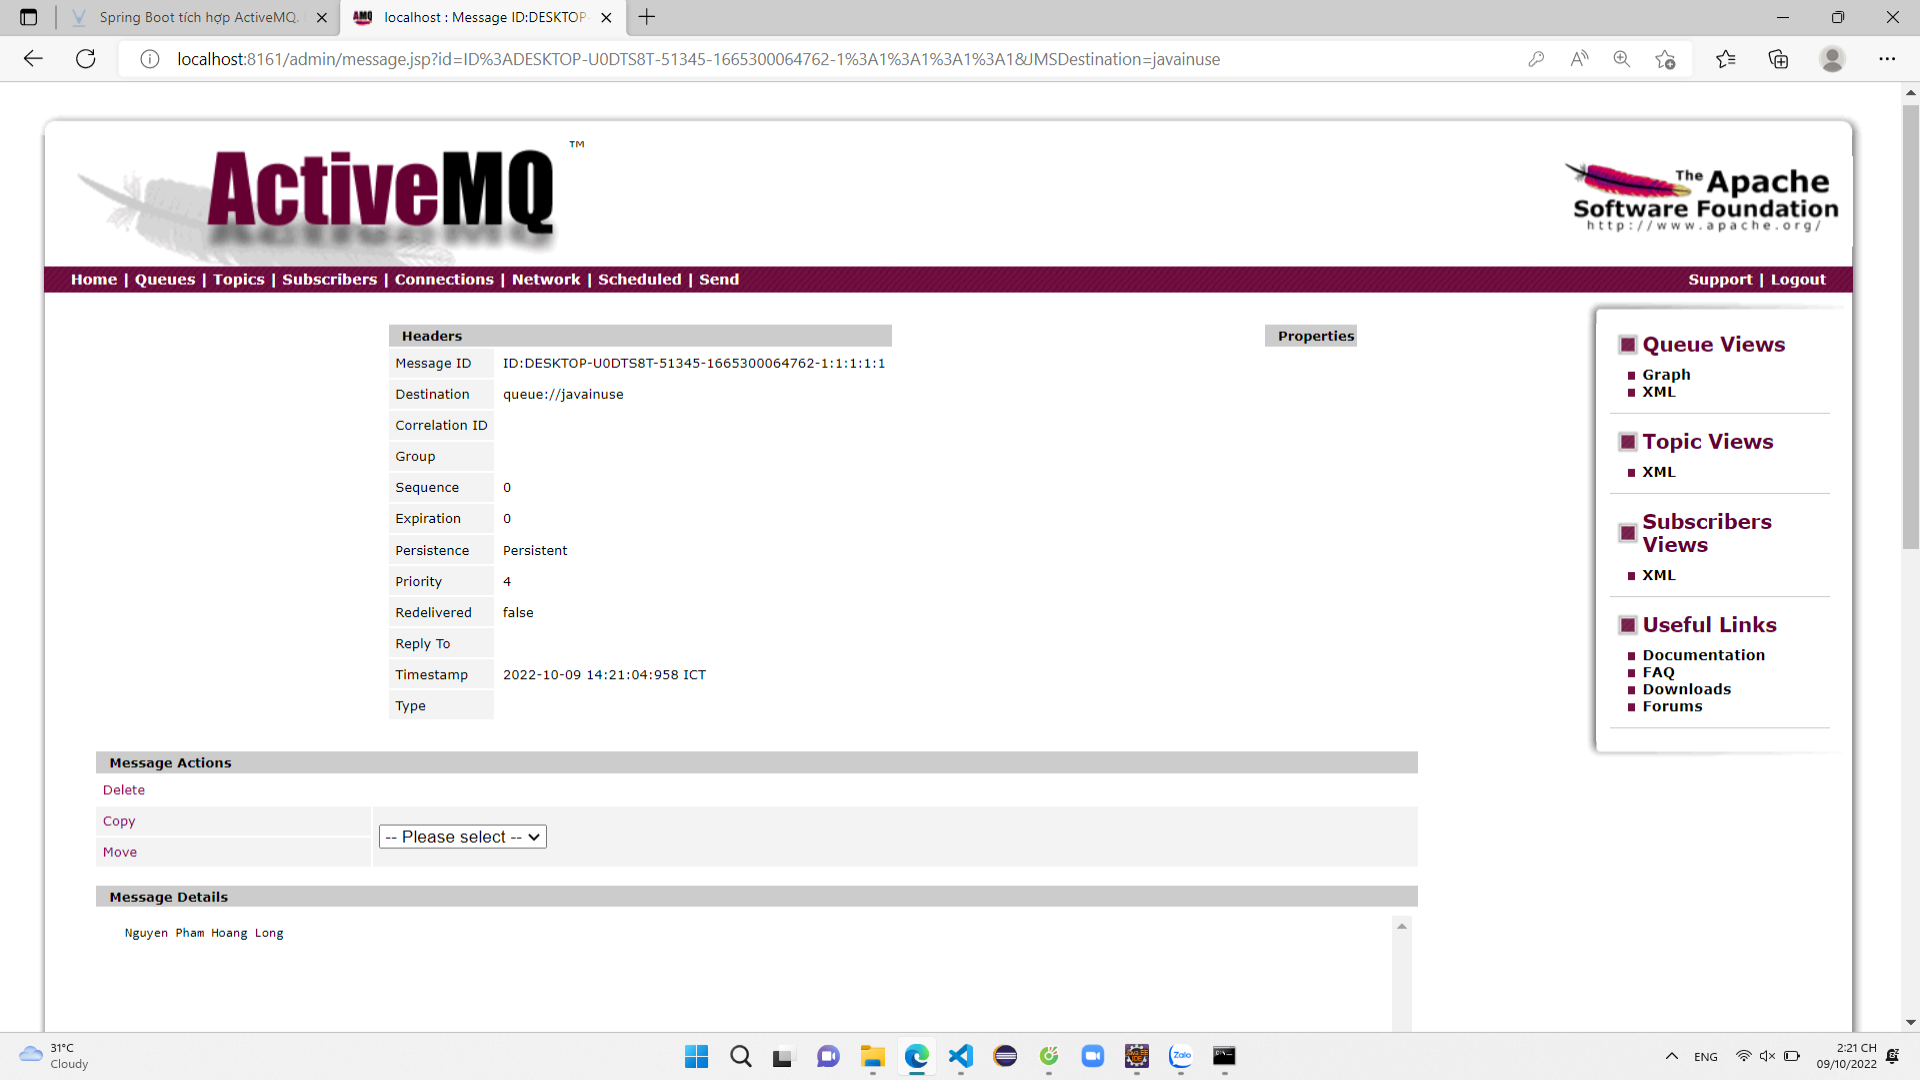 Spring Boot tích hợp ActiveMQ.
localhost : Message ID:DESKTOP-
localhost:8161/admin/message.jsp?id=ID%3ADESKTOP-U0DTS8T-51345-1665300064762-1%3A1%3A1%3A1%3A1&JMSDestination=javainuse
ActiveMQ ™
The Apache
Software Foundation
http://www.apache.org/
Home | Queues | Topics | Subscribers | Connections | Network | Scheduled | Send
Support | Logout
Headers
Message ID ID:DESKTOP-U0DTS8T-51345-1665300064762-1:1:1:1:1
Destination queue://javainuse
Correlation ID
Group
Sequence 0
Expiration 0
Persistence Persistent
Priority 4
Redelivered false
Reply To
Timestamp 2022-10-09 14:21:04:958 ICT
Type
Properties
Queue Views
Graph
XML
Topic Views
XML
Subscribers
Views
XML
Useful Links
Documentation
FAQ
Downloads
Forums
Message Actions
Delete
Copy
Move
-- Please select --
Message Details
Nguyen Pham Hoang Long
31°C
Cloudy
Zalo
ENG
2:21 CH
09/10/2022